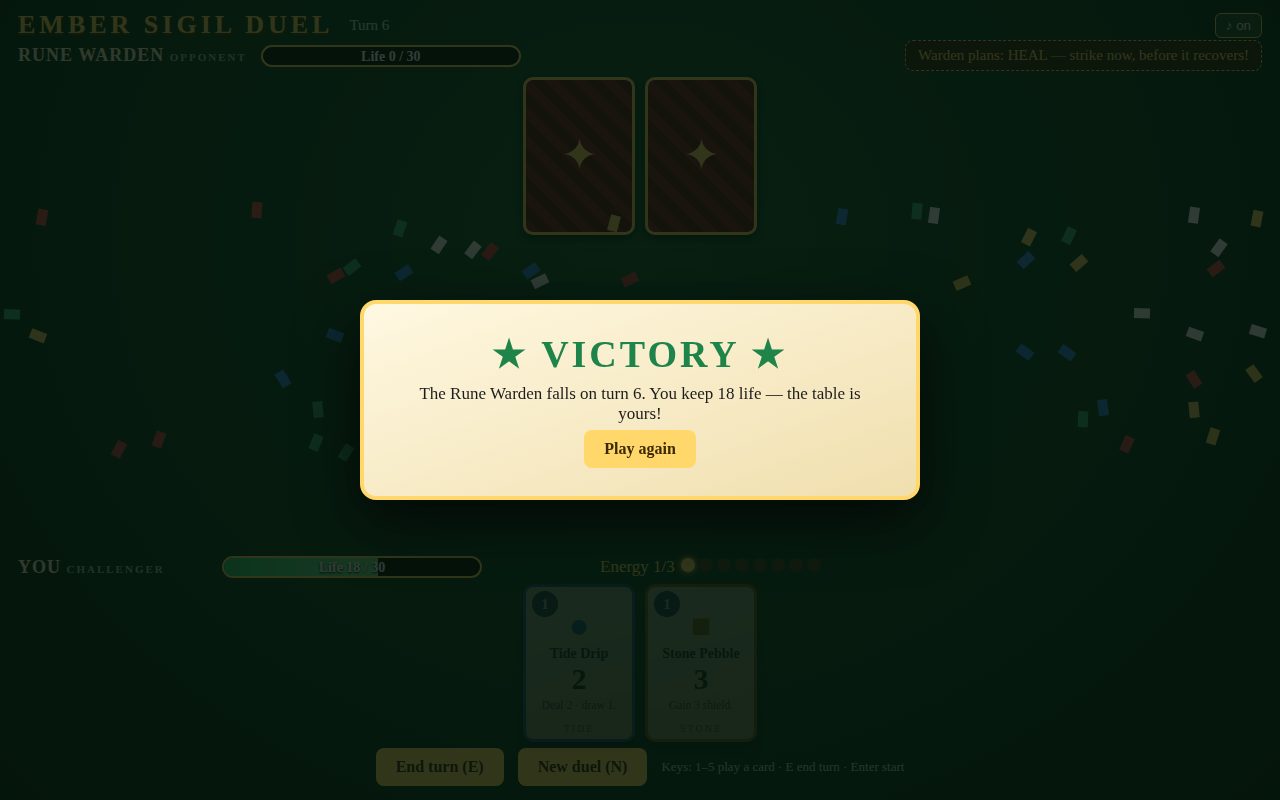 EMBER SIGIL DUEL Turn 6
♪ on
RUNE WARDEN OPPONENT
Life 0 / 30
Warden plans: HEAL — strike now, before it recovers!
★ VICTORY ★
The Rune Warden falls on turn 6. You keep 18 life — the table is
yours!
Play again
YOU CHALLENGER
Life 18 / 30
Energy 1/3
1
Tide Drip
2
Deal 2 · draw 1.
TIDE
1
Stone Pebble
3
Gain 3 shield.
STONE
End turn (E)
New duel (N)
Keys: 1–5 play a card · E end turn · Enter start